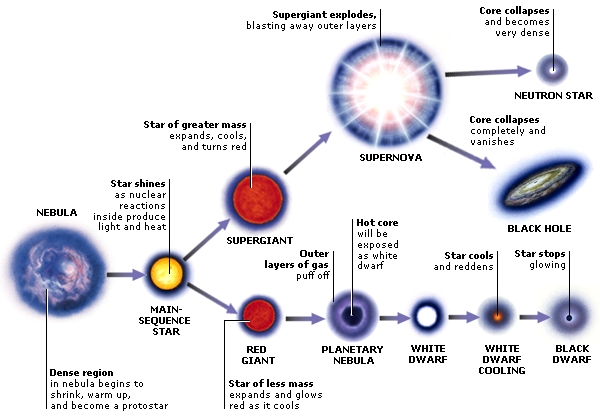 Supergiant explodes,
blasting away outer layers
Core collapses
and becomes
very dense
NEUTRON STAR
Star of greater mass
expands, cools,
and turns red
SUPERNOVA
Core collapses
completely and
vanishes
BLACK HOLE
Star shines
as nuclear
reactions
inside produce
light and heat
NEBULA
SUPERGIANT
Hot core
will be
exposed
as white
dwarf
Outer
layers of gas
puff off
Star cools
and reddens
Star stops
glowing
MAIN-
SEQUENCE
STAR
RED
GIANT
PLANETARY
NEBULA
WHITE
DWARF
WHITE
DWARF
COOLING
BLACK
DWARF
Dense region
in nebula begins to
shrink, warm up,
and become a protostar
Star of less mass
expands and glows
red as it cools